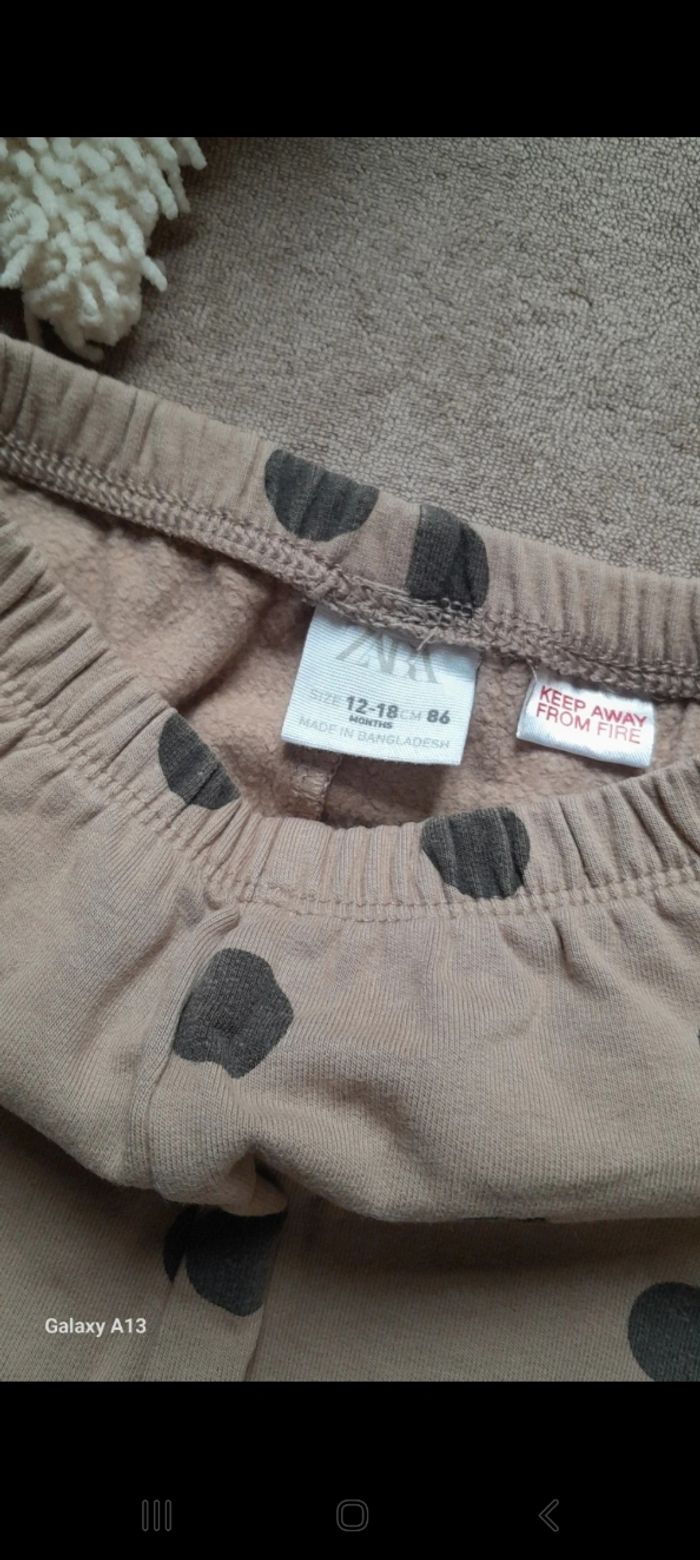 ZARA
SIZE 12-18 CM 86
MONTHS
MADE IN BANGLADESH
KEEP AWAY
FROM FIRE
Galaxy A13